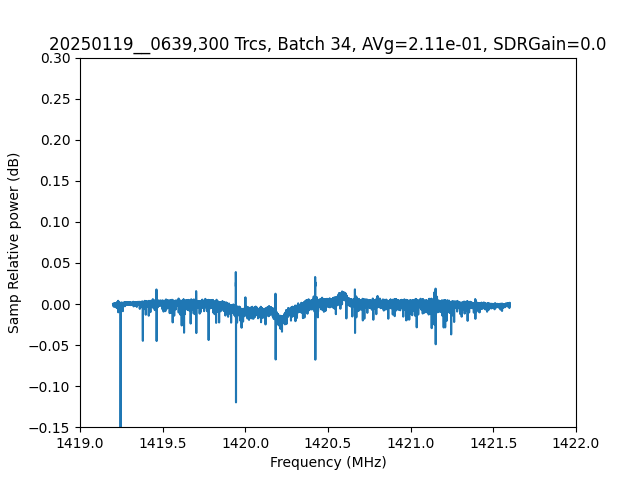 20250119__0639,300 Trcs, Batch 34, AVg=2.11e-01, SDRGain=0.0
0.30
0.25
0.20
0.15
0.10
0.05
0.00
−0.05
−0.10
−0.15
Samp Relative power (dB)
1419.0 1419.5 1420.0 1420.5 1421.0 1421.5 1422.0
Frequency (MHz)